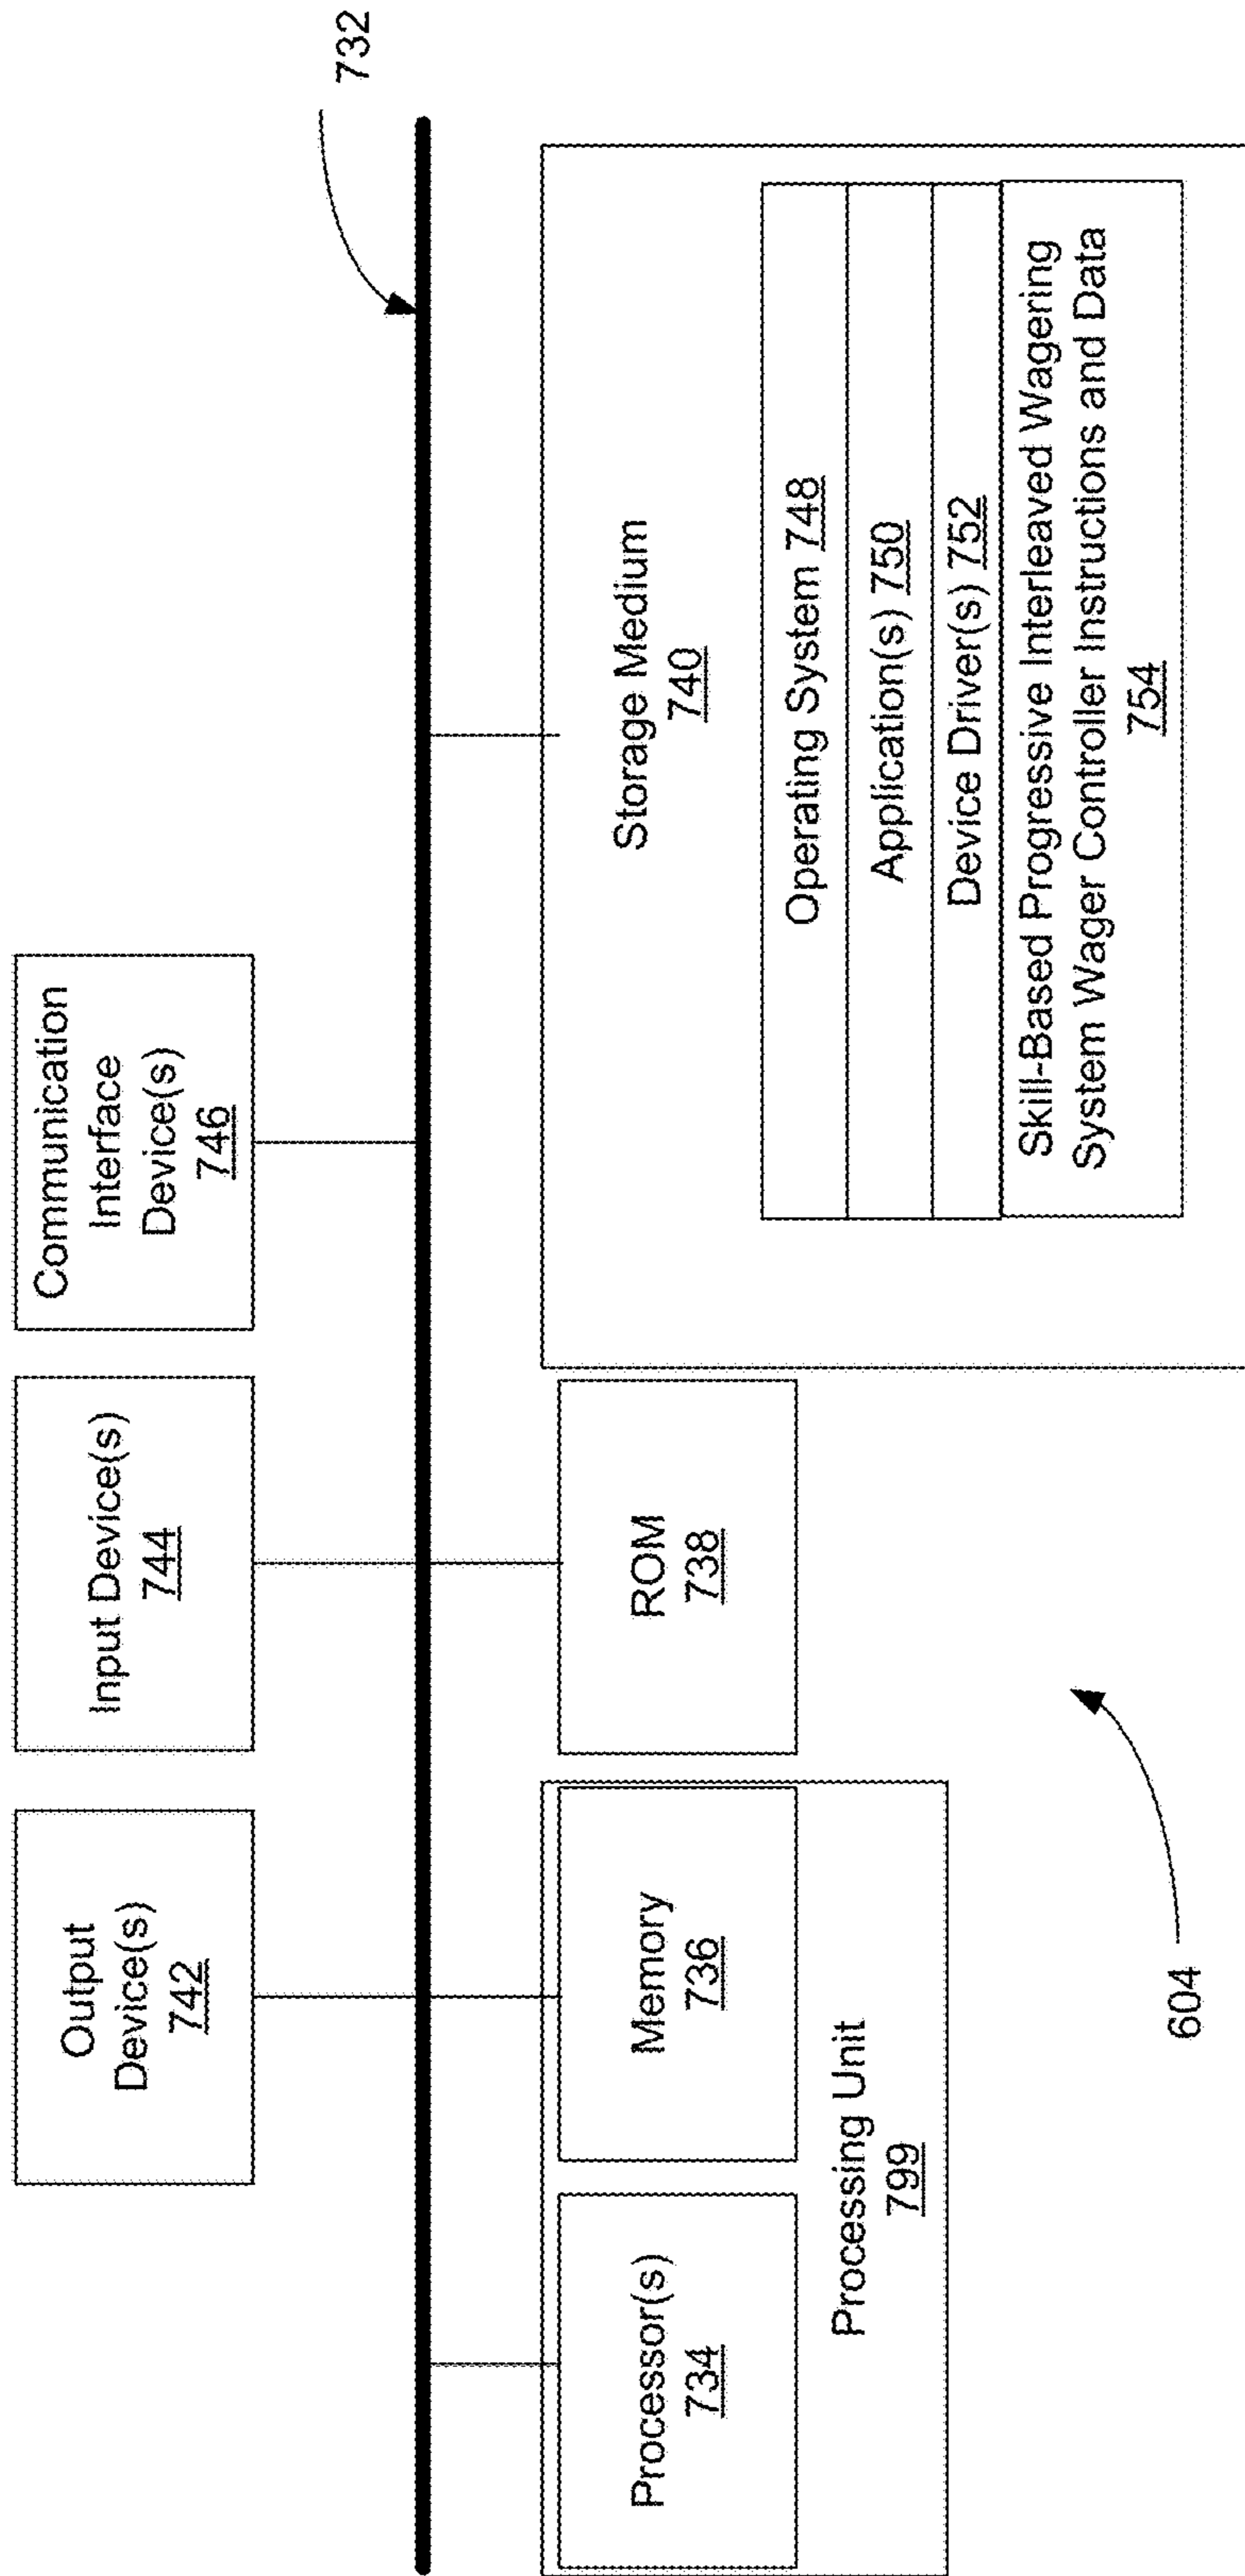 732
Output
Device(s)
742
Input Device(s)
744
Communication
Interface
Device(s)
746
Processor(s)
734
Memory
736
Processing Unit
799
ROM
738
Storage Medium
740
Operating System 748
Application(s) 750
Device Driver(s) 752
Skill-Based Progressive Interleaved Wagering
System Wager Controller Instructions and Data
754
604